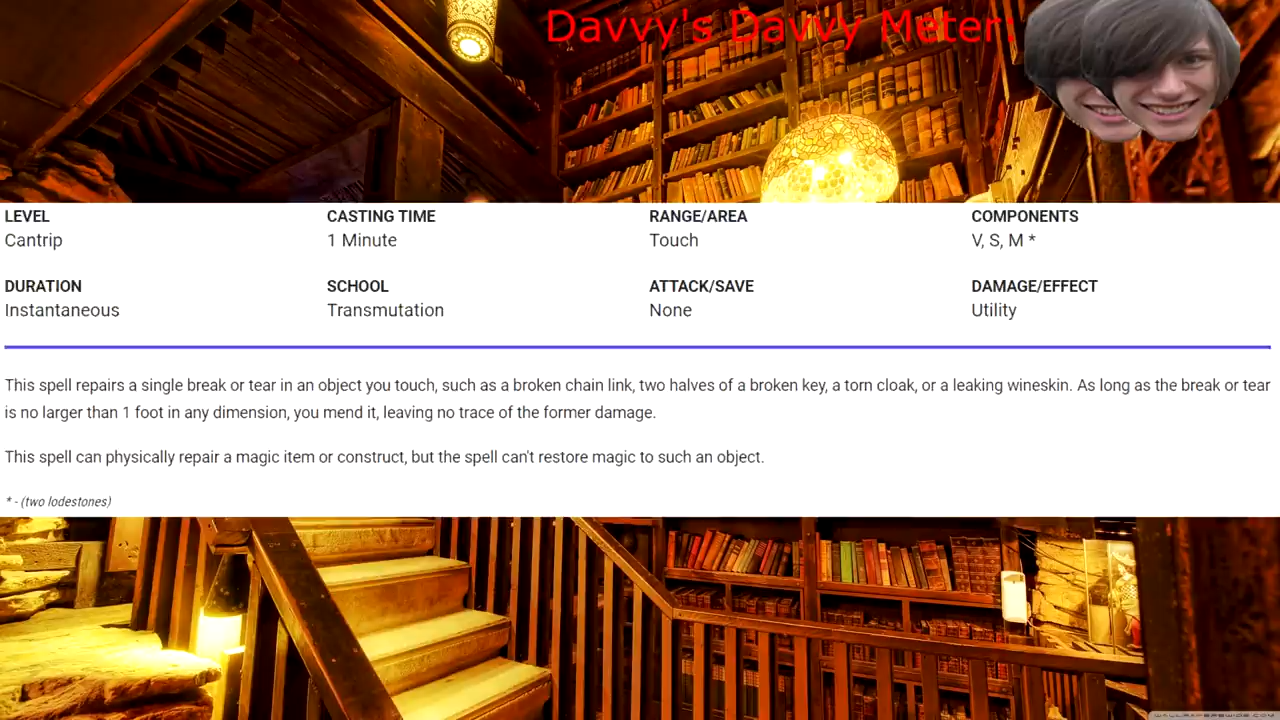 Davvy's Davvy Meter:
LEVEL CASTING TIME RANGE/AREA COMPONENTS
Cantrip 1 Minute Touch V, S, M *
DURATION SCHOOL ATTACK/SAVE DAMAGE/EFFECT
Instantaneous Transmutation None Utility
This spell repairs a single break or tear in an object you touch, such as a broken chain link, two halves of a broken key, a torn cloak, or a leaking wineskin. As long as the break or tear
is no larger than 1 foot in any dimension, you mend it, leaving no trace of the former damage.
This spell can physically repair a magic item or construct, but the spell can't restore magic to such an object.
* - (two lodestones)